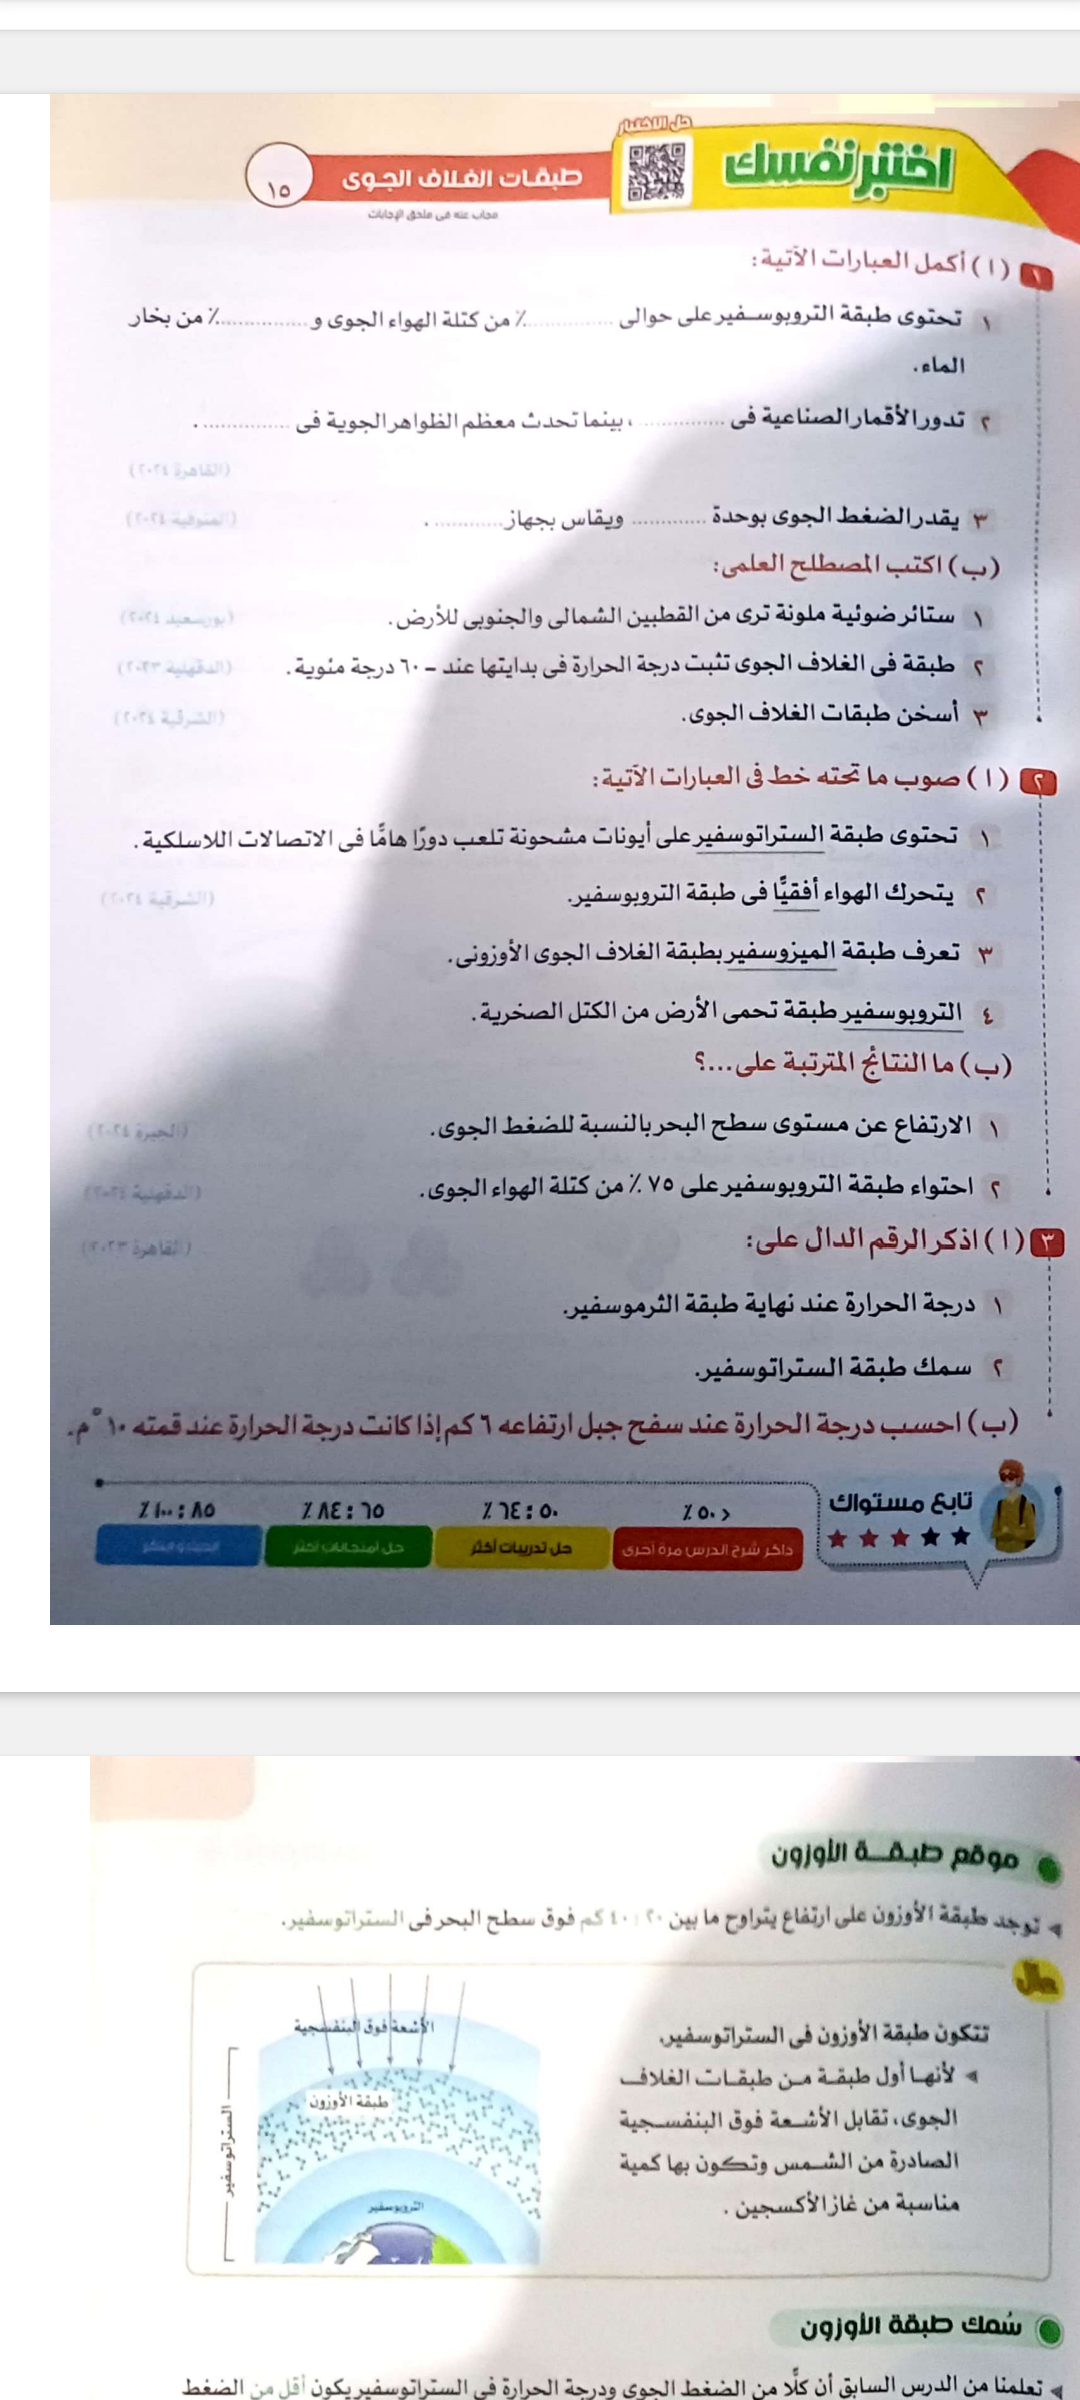 حل الاختبار
اختبر نفسك
طبقات الغلاف الجوى
١٥
مجاب عنه فى ملحق الإجابات
١ (ا) أكمل العبارات الآتية:
١ تحتوى طبقة التروبوسفير على حوالى .............. ٪ من كتلة الهواء الجوى و .............. ٪ من بخار
الماء.
٢ تدور الأقمار الصناعية فى .............. ، بينما تحدث معظم الظواهر الجوية فى .............. .
(القاهرة ٢٠٢٤)
٣ يقدر الضغط الجوى بوحدة ............ ويقاس بجهاز ............ . (المنوفية ٢٠٢٤)
(ب) اكتب المصطلح العلمى:
١ ستائر ضوئية ملونة ترى من القطبين الشمالى والجنوبى للأرض. (بورسعيد ٢٠٢٤)
٢ طبقة فى الغلاف الجوى تثبت درجة الحرارة فى بدايتها عند – ٦٠ درجة مئوية. (الدقهلية ٢٠٢٣)
٣ أسخن طبقات الغلاف الجوى. (الشرقية ٢٠٢٤)
٢ (ا) صوب ما تحته خط فى العبارات الآتية:
١ تحتوى طبقة الستراتوسفير على أيونات مشحونة تلعب دورًا هامًّا فى الاتصالات اللاسلكية.
٢ يتحرك الهواء أفقيًّا فى طبقة التروبوسفير. (الشرقية ٢٠٢٤)
٣ تعرف طبقة الميزوسفير بطبقة الغلاف الجوى الأوزونى.
٤ التروبوسفير طبقة تحمى الأرض من الكتل الصخرية.
(ب) ما النتائج المترتبة على...؟
١ الارتفاع عن مستوى سطح البحر بالنسبة للضغط الجوى. (الجيزة ٢٠٢٤)
٢ احتواء طبقة التروبوسفير على ٧٥ ٪ من كتلة الهواء الجوى. (الدقهلية ٢٠٢٤)
٣ (ا) اذكر الرقم الدال على: (القاهرة ٢٠٢٣)
١ درجة الحرارة عند نهاية طبقة الثرموسفير.
٢ سمك طبقة الستراتوسفير.
(ب) احسب درجة الحرارة عند سفح جبل ارتفاعه ٦ كم إذا كانت درجة الحرارة عند قمته ١٠ °م.
تابع مستواك
< ٥٠ ٪
ذاكر شرح الدرس مرة أخرى
٥٠ : ٦٤ ٪
حل تدريبات أكثر
٦٥ : ٨٤ ٪
حل امتحانات أكثر
٨٥ : ١٠٠ ٪
موقع طبقة الأوزون
توجد طبقة الأوزون على ارتفاع يتراوح ما بين ٢٠ : ٤٠ كم فوق سطح البحر فى الستراتوسفير.
علل
تتكون طبقة الأوزون فى الستراتوسفير.
لأنها أول طبقة من طبقات الغلاف
الجوى، تقابل الأشعة فوق البنفسجية
الصادرة من الشمس وتكون بها كمية
مناسبة من غاز الأكسجين .
الأشعة فوق البنفسجية
طبقة الأوزون
الستراتوسفير
التروبوسفير
سُمك طبقة الأوزون
تعلمنا من الدرس السابق أن كلًّا من الضغط الجوى ودرجة الحرارة فى الستراتوسفير يكون أقل من الضغط